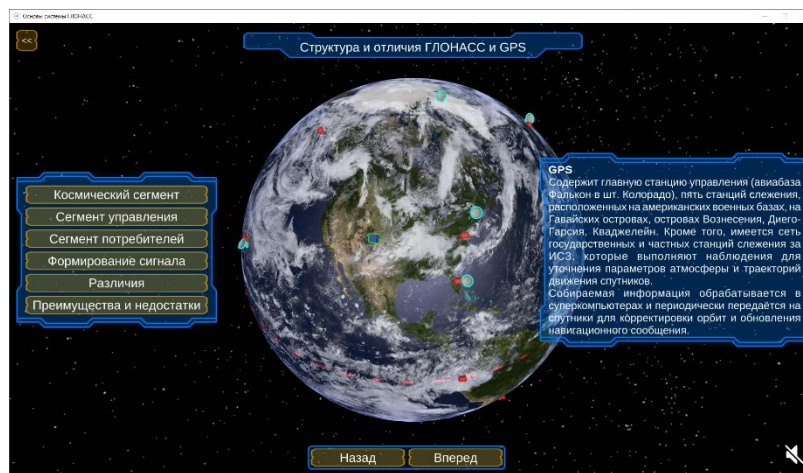 Основы системы ГЛОНАСС
<<
Структура и отличия ГЛОНАСС и GPS
Космический сегмент
Сегмент управления
Сегмент потребителей
Формирование сигнала
Различия
Преимущества и недостатки
GPS
Содержит главную станцию управления (авиабаза
Фалькон в шт. Колорадо), пять станций слежения,
расположенных на американских военных базах, на
Гавайских островах, островах Вознесения, Диего-
Гарсия, Кваджелейн. Кроме того, имеется сеть
государственных и частных станций слежения за
ИСЗ, которые выполняют наблюдения для
уточнения параметров атмосферы и траекторий
движения спутников.
Собираемая информация обрабатывается в
суперкомпьютерах и периодически передаётся на
спутники для корректировки орбит и обновления
навигационного сообщения.
Назад
Вперед